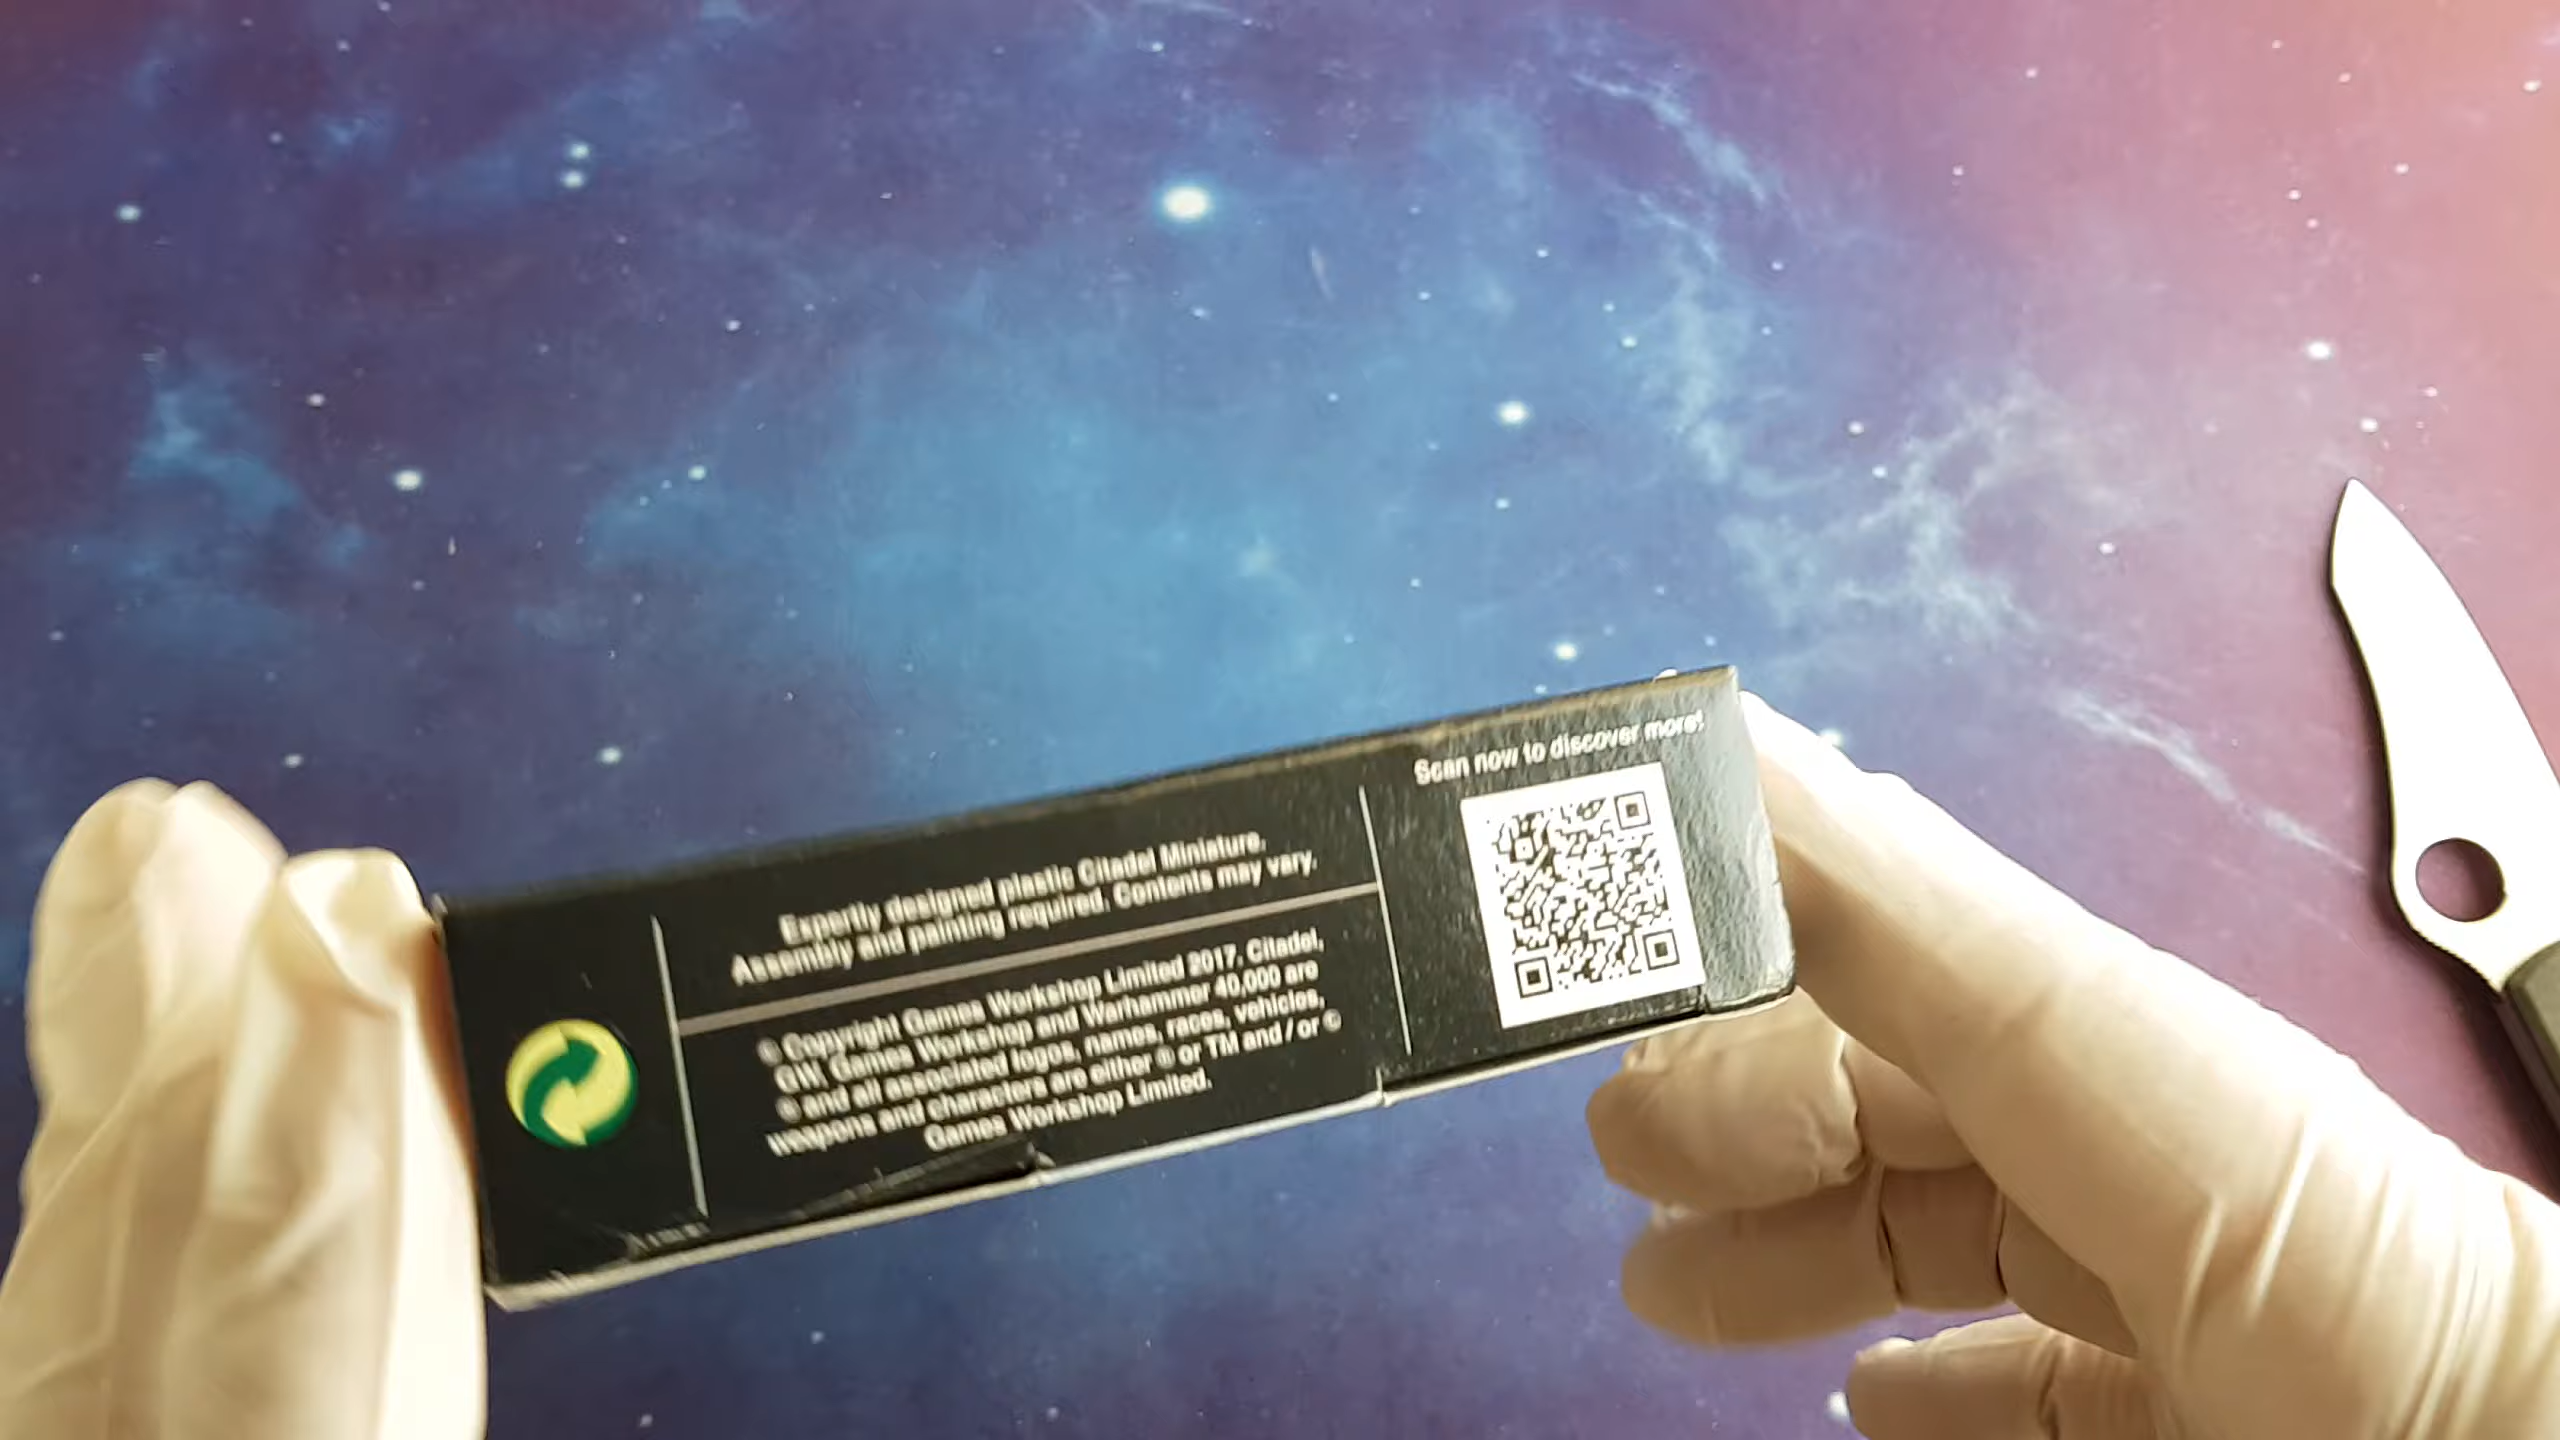 Expertly designed plastic Citadel Miniature.
Assembly and painting required. Contents may vary.
© Copyright Games Workshop Limited 2017. Citadel,
GW, Games Workshop and Warhammer 40,000 are
® and all associated logos, names, races, vehicles,
weapons and characters are either ® or TM and / or ©
Games Workshop Limited.
Scan now to discover more!